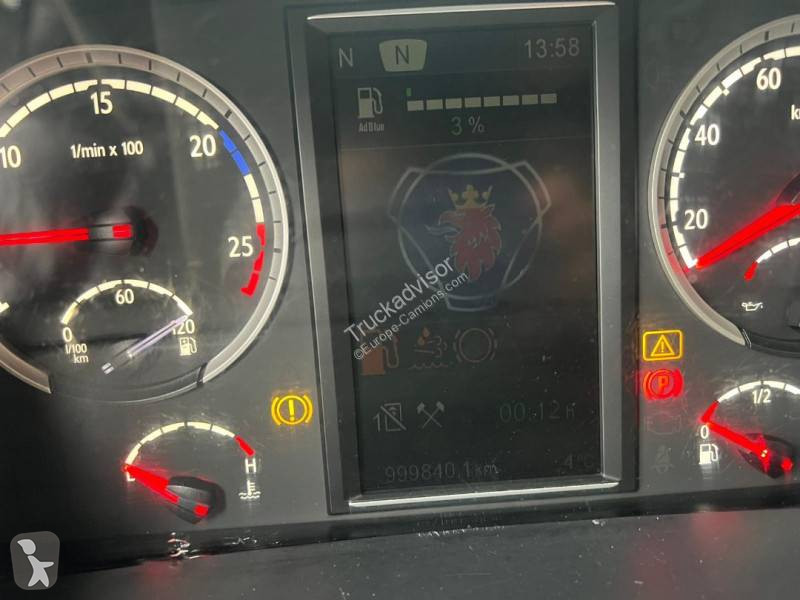 N N 13:58
AdBlue
3 %
10 15 20 25
1/min x 100
0 60 120
l/100 km
20 40 60
Truckadvisor
©Europe-Camions.com
P
H
1 00:12
999840.1 km -4°C
0 1/2